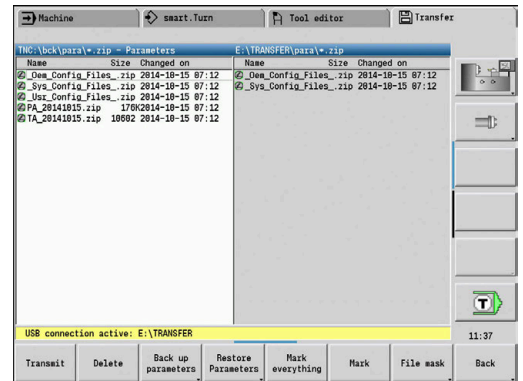 Machine
smart.Turn
Tool editor
Transfer
TNC:\bck\para\*.zip - Parameters
E:\TRANSFER\para\*.zip
Name Size Changed on
Name Size Changed on
_Oem_Config_Files_.zip 2014-10-15 07:12
_Oem_Config_Files_.zip 2014-10-15 07:12
_Sys_Config_Files_.zip 2014-10-15 07:12
_Sys_Config_Files_.zip 2014-10-15 07:12
_Usr_Config_Files_.zip 2014-10-15 07:12
PA_20141015.zip 176K2014-10-15 07:12
TA_20141015.zip 10602 2014-10-15 07:12
T
USB connection active: E:\TRANSFER
11:37
Transmit
Delete
Back up
parameters
Restore
Parameters
Mark
everything
Mark
File mask
Back